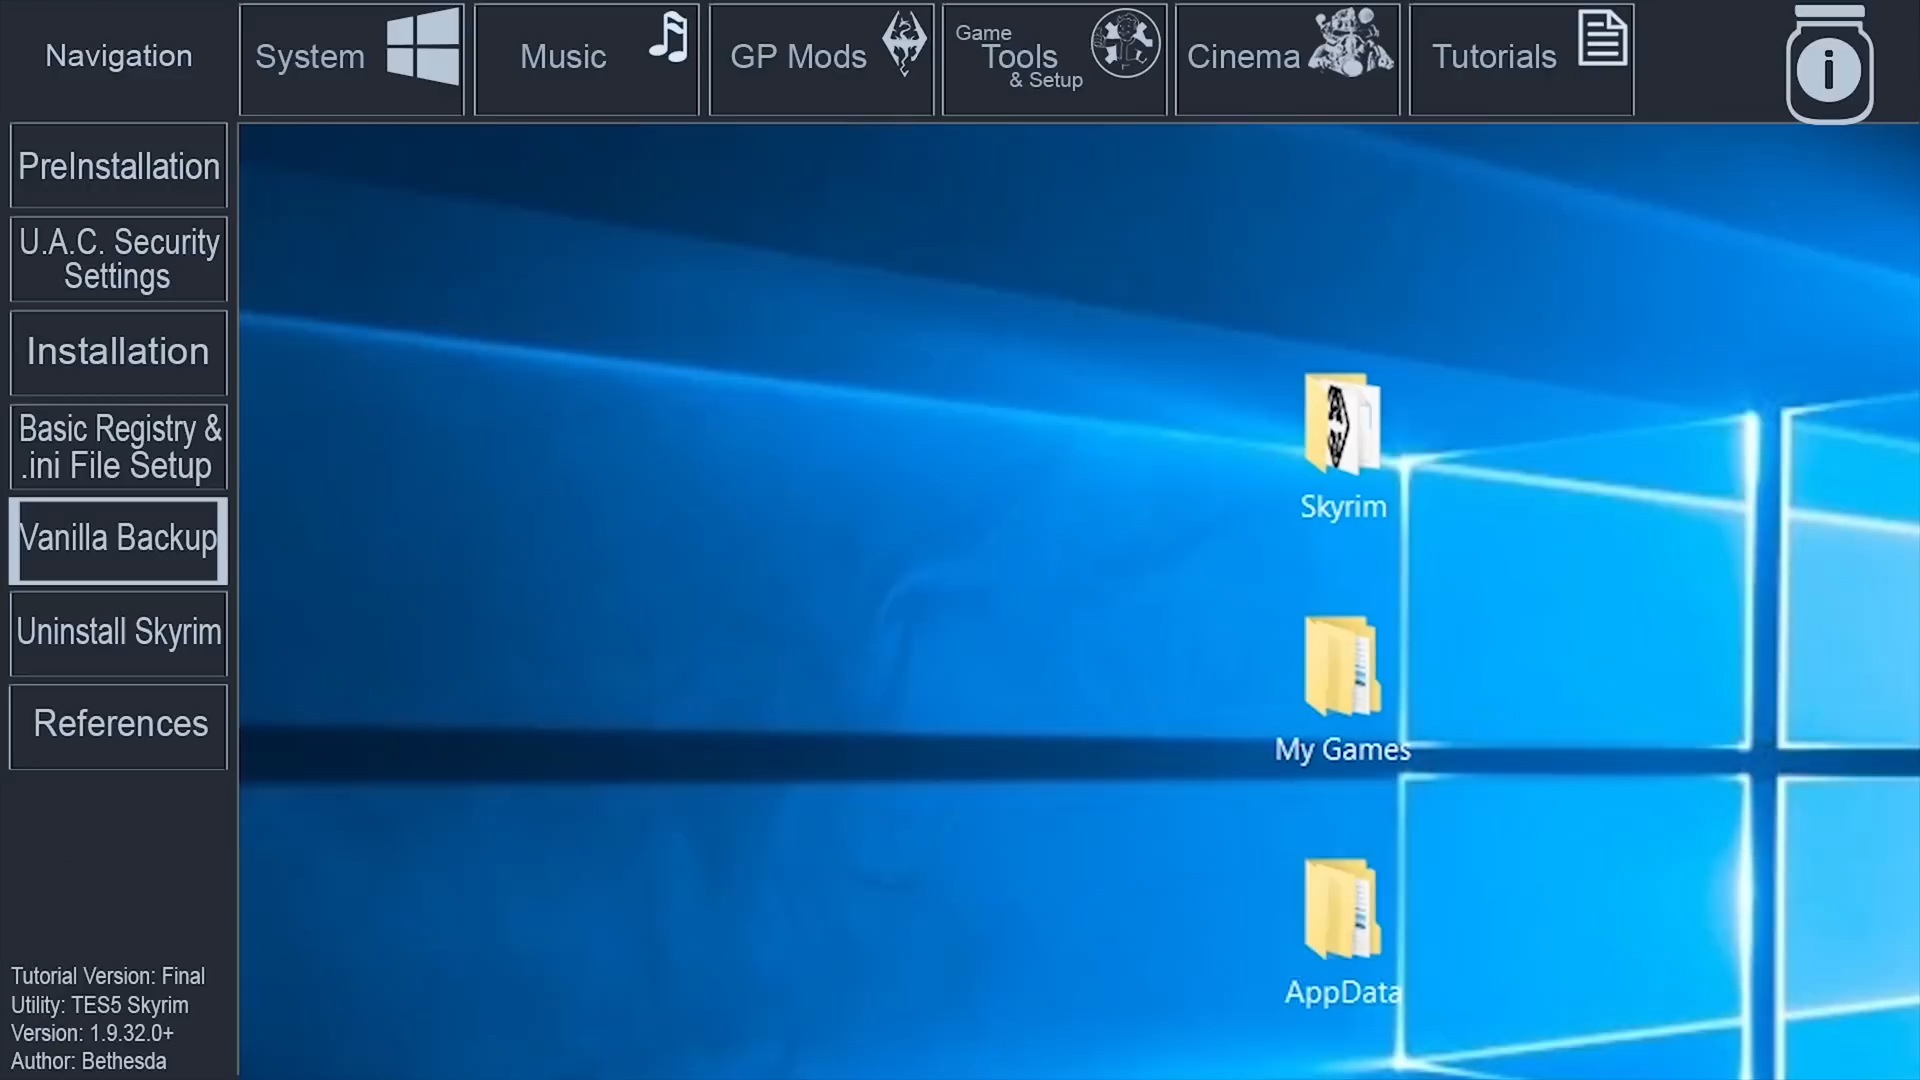 Navigation
System
Music
GP Mods
Game
Tools
& Setup
Cinema
Tutorials
i
PreInstallation
U.A.C. Security
Settings
Installation
Basic Registry &
.ini File Setup
Vanilla Backup
Uninstall Skyrim
References
Skyrim
My Games
AppData
Tutorial Version: Final
Utility: TES5 Skyrim
Version: 1.9.32.0+
Author: Bethesda